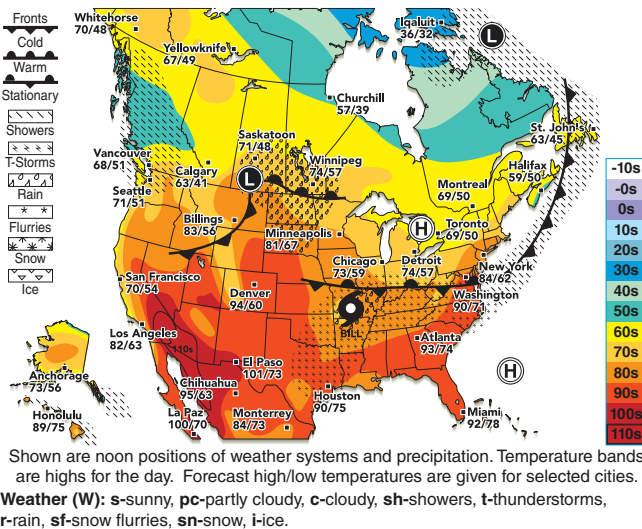 Fronts
Cold
Warm
Stationary
Showers
T-Storms
Rain
Flurries
Snow
Ice
Whitehorse
70/48
Yellowknife
67/49
Iqaluit
36/32
L
Churchill
57/39
St. John's
63/45
Saskatoon
71/48
Vancouver
68/51
Calgary
63/41
Winnipeg
74/57
Halifax
59/50
L
Seattle
71/51
Montreal
69/50
Billings
83/56
Minneapolis
81/67
H
Toronto
69/50
San Francisco
70/54
Chicago
73/59
Detroit
74/57
New York
84/62
Denver
94/60
Washington
90/71
BILL
Los Angeles
82/63
110s
Atlanta
93/74
El Paso
101/73
H
Anchorage
73/56
Chihuahua
95/63
Houston
90/75
Honolulu
89/75
La Paz
100/70
Monterrey
84/73
Miami
92/78
-10s
-0s
0s
10s
20s
30s
40s
50s
60s
70s
80s
90s
100s
110s
Shown are noon positions of weather systems and precipitation. Temperature bands
are highs for the day. Forecast high/low temperatures are given for selected cities.
Weather (W): s-sunny, pc-partly cloudy, c-cloudy, sh-showers, t-thunderstorms,
r-rain, sf-snow flurries, sn-snow, i-ice.